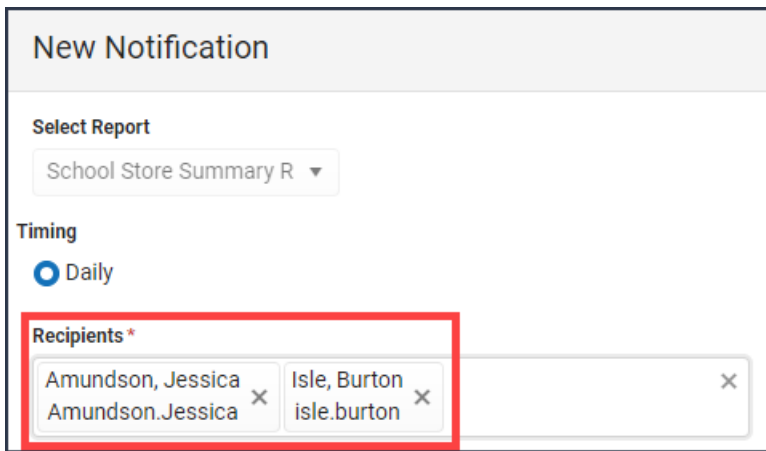 New Notification
Select Report
School Store Summary R
Timing
Daily
Recipients *
Amundson, Jessica
Amundson.Jessica
Isle, Burton
isle.burton